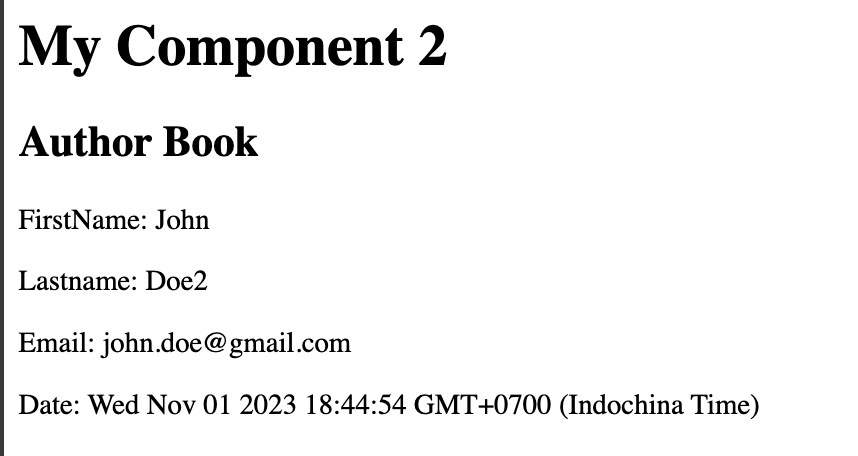 My Component 2
Author Book
FirstName: John
Lastname: Doe2
Email: john.doe@gmail.com
Date: Wed Nov 01 2023 18:44:54 GMT+0700 (Indochina Time)